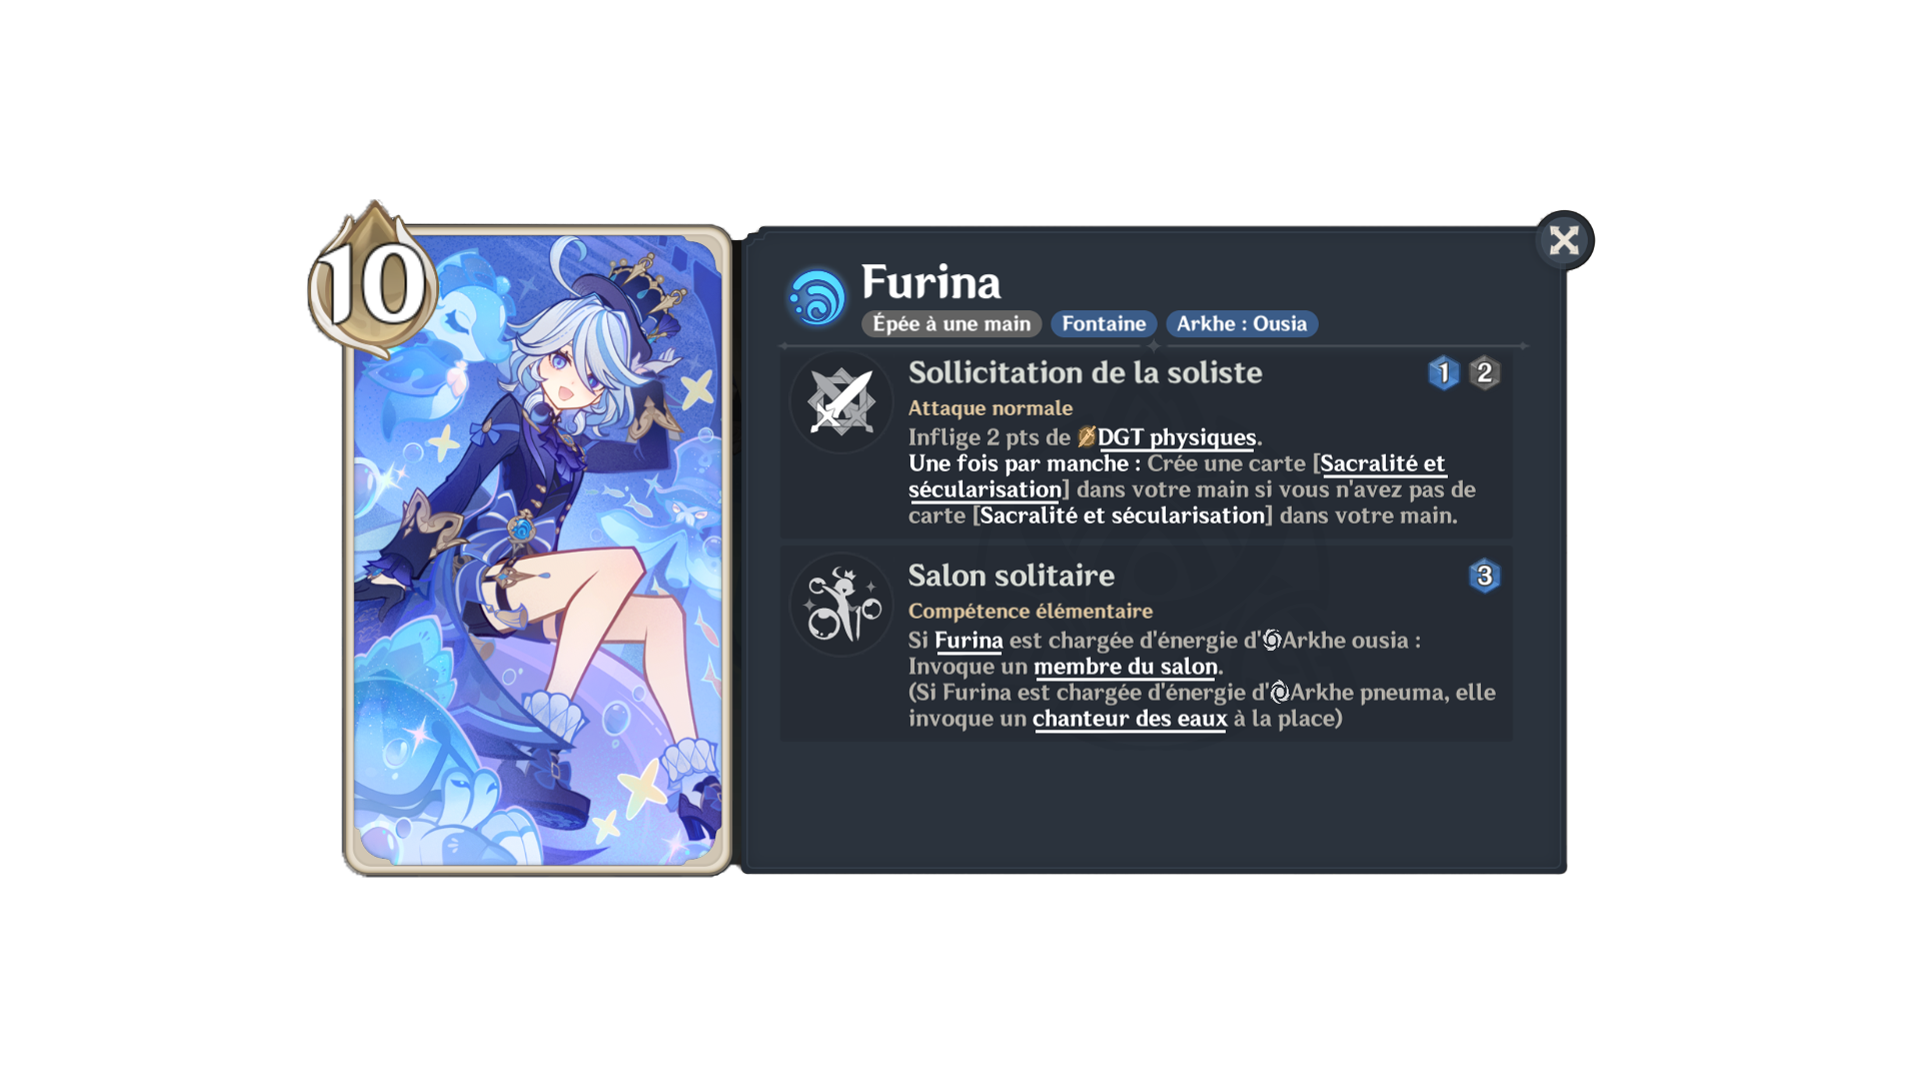 10
Furina
Épée à une main Fontaine Arkhe : Ousia
Sollicitation de la soliste 1 2
Attaque normale
Inflige 2 pts de DGT physiques.
Une fois par manche : Crée une carte [Sacralité et
sécularisation] dans votre main si vous n'avez pas de
carte [Sacralité et sécularisation] dans votre main.
Salon solitaire 3
Compétence élémentaire
Si Furina est chargée d'énergie d'Arkhe ousia :
Invoque un membre du salon.
(Si Furina est chargée d'énergie d'Arkhe pneuma, elle
invoque un chanteur des eaux à la place)